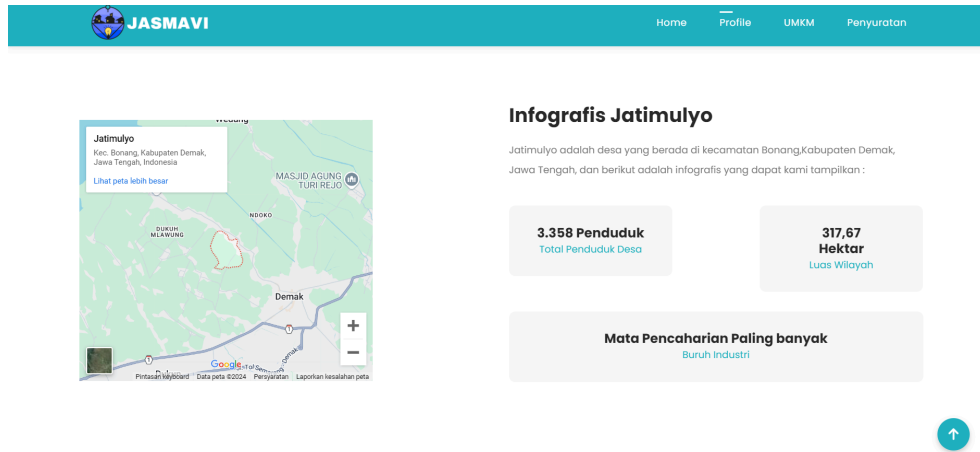 JASMAVI
Home Profile UMKM Penyuratan
Jatimulyo
Kec. Bonang, Kabupaten Demak,
Jawa Tengah, Indonesia
Lihat peta lebih besar
MASJID AGUNG
TURI REJO
NDOKO
DUKUH
MLAWUNG
Demak
1
1
Demak
Google
Pintasan keyboard Data peta ©2024 Persyaratan Laporkan kesalahan peta
Infografis Jatimulyo
Jatimulyo adalah desa yang berada di kecamatan Bonang,Kabupaten Demak,
Jawa Tengah, dan berikut adalah infografis yang dapat kami tampilkan :
3.358 Penduduk
Total Penduduk Desa
317,67
Hektar
Luas Wilayah
Mata Pencaharian Paling banyak
Buruh Industri